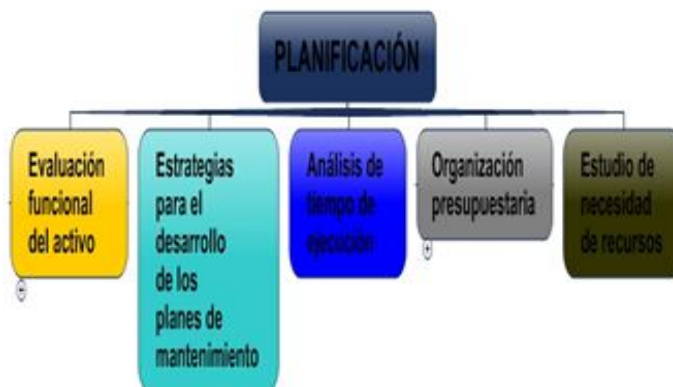 PLANIFICACIÓN
Evaluación
funcional
del activo
Estrategias
para el
desarrollo
de los
planes de
mantenimiento
Análisis de
tiempo de
ejecución
Organización
presupuestaria
Estudio de
necesidad
de recursos